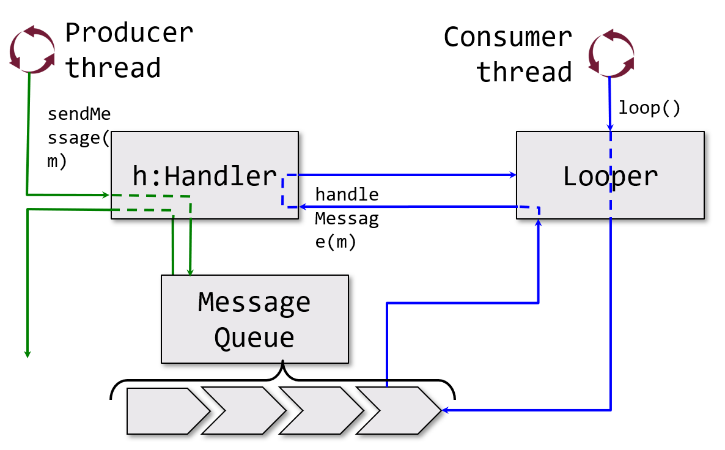 Producer
thread
Consumer
thread
sendMe
ssage(
m)
loop()
h:Handler
Looper
handle
Messag
e(m)
Message
Queue